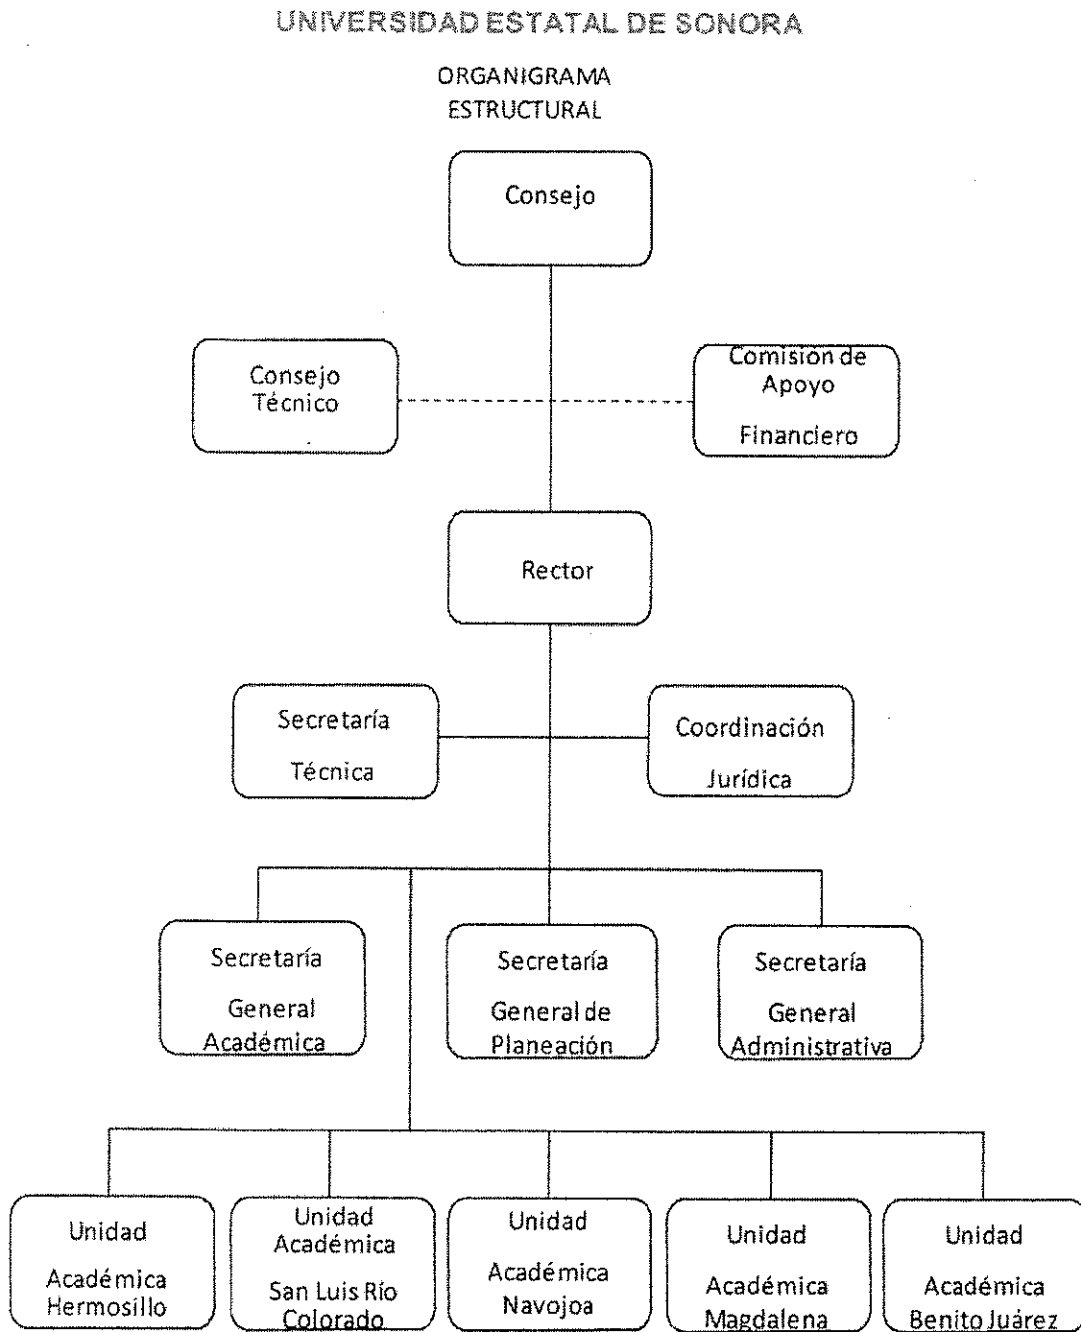 UNIVERSIDAD ESTATAL DE SONORA
ORGANIGRAMA
ESTRUCTURAL
Consejo
Consejo
Técnico
Comisión de
Apoyo
Financiero
Rector
Secretaría
Técnica
Coordinación
Jurídica
Secretaría
General
Académica
Secretaría
General de
Planeación
Secretaría
General
Administrativa
Unidad
Académica
Hermosillo
Unidad
Académica
San Luis Río
Colorado
Unidad
Académica
Navojoa
Unidad
Académica
Magdalena
Unidad
Académica
Benito Juárez